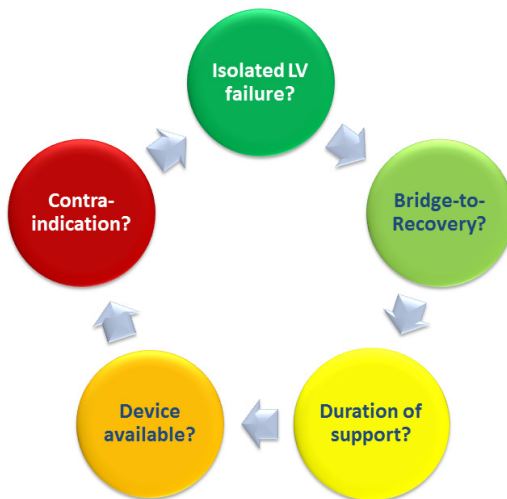 Isolated LV
failure?
Bridge-to-
Recovery?
Duration of
support?
Device
available?
Contra-
indication?